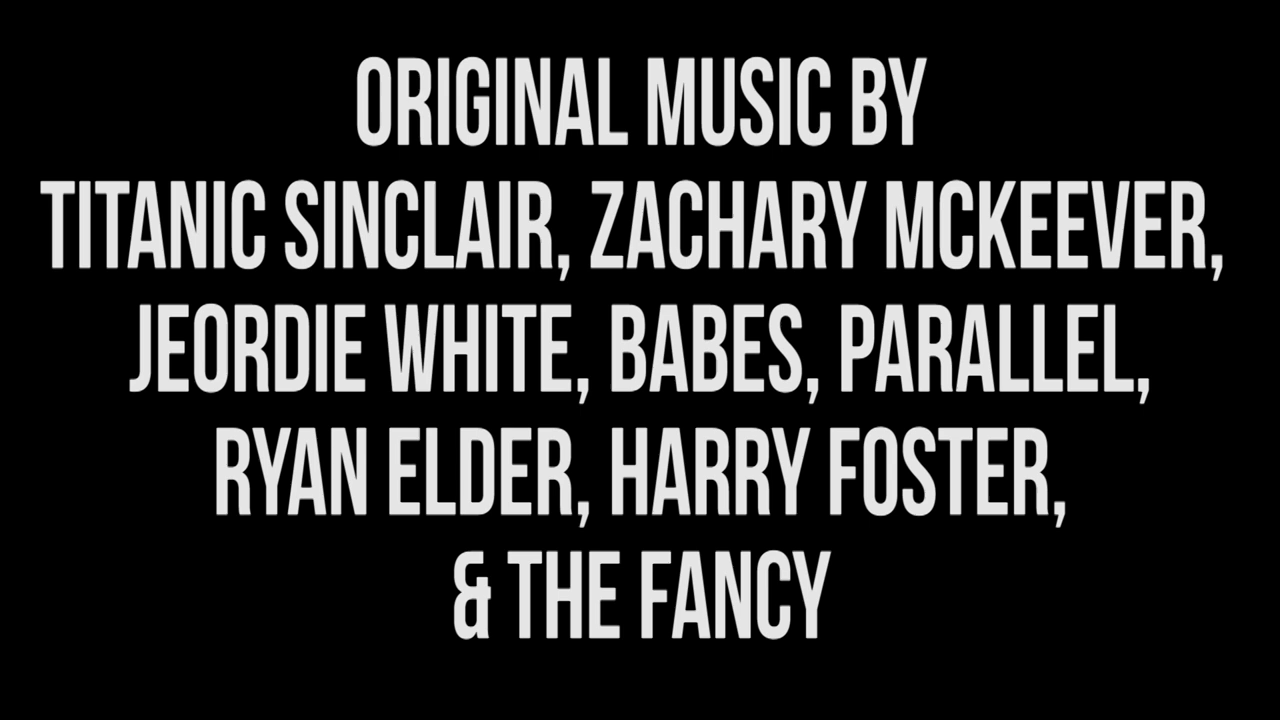 ORIGINAL MUSIC BY
TITANIC SINCLAIR, ZACHARY MCKEEVER,
JEORDIE WHITE, BABES, PARALLEL,
RYAN ELDER, HARRY FOSTER,
& THE FANCY